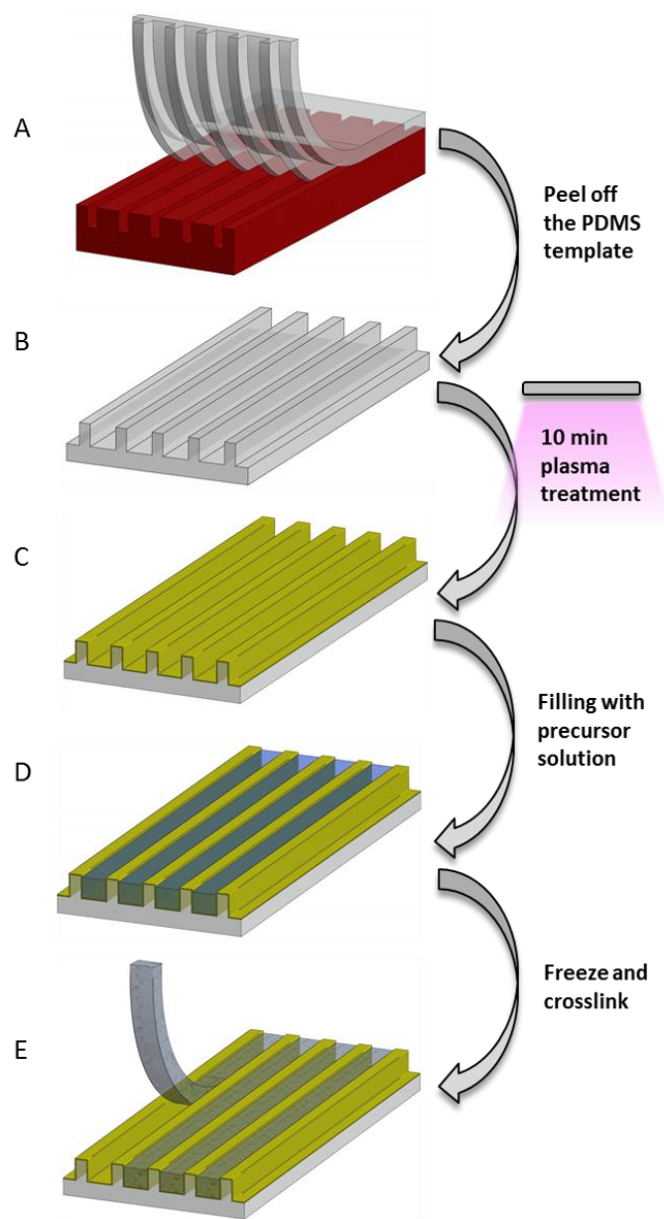 A
Peel off
the PDMS
template
B
10 min
plasma
treatment
C
Filling with
precursor
solution
D
Freeze and
crosslink
E